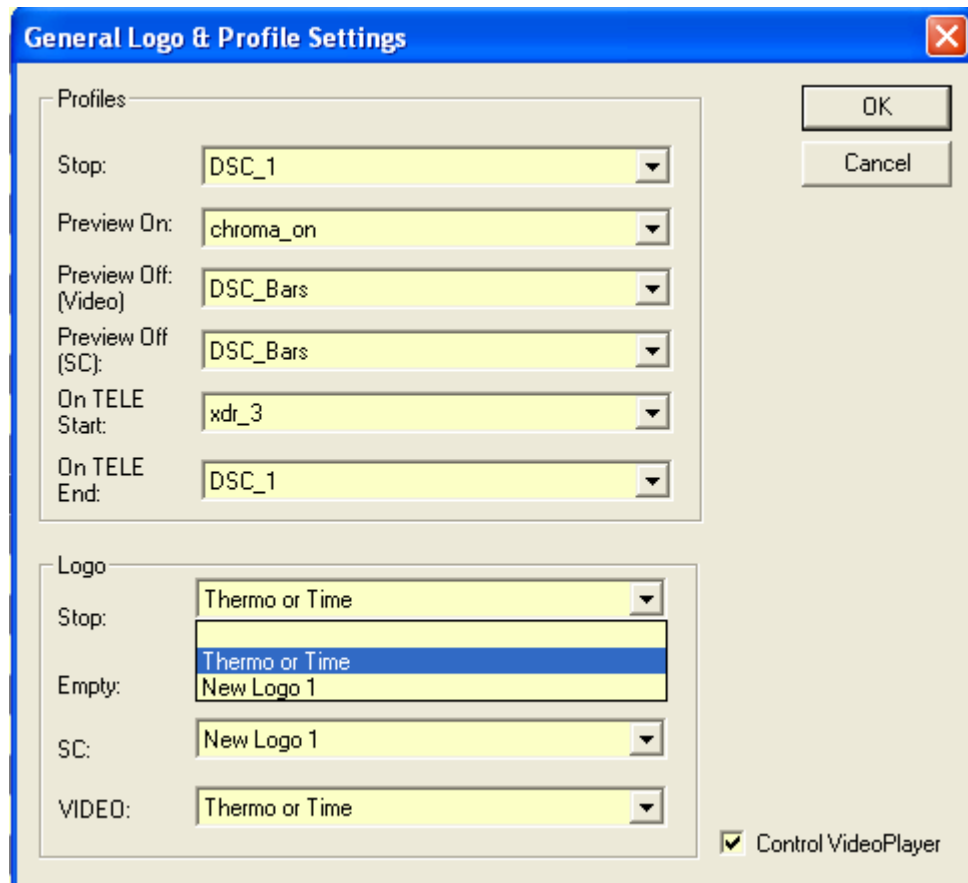 General Logo & Profile Settings
Profiles
OK
Stop:
DSC_1
Cancel
Preview On:
chroma_on
Preview Off:
(Video)
DSC_Bars
Preview Off
(SC):
DSC_Bars
On TELE
Start:
xdr_3
On TELE
End:
DSC_1
Logo
Stop:
Thermo or Time
Thermo or Time
New Logo 1
Empty:
SC:
New Logo 1
VIDEO:
Thermo or Time
Control VideoPlayer